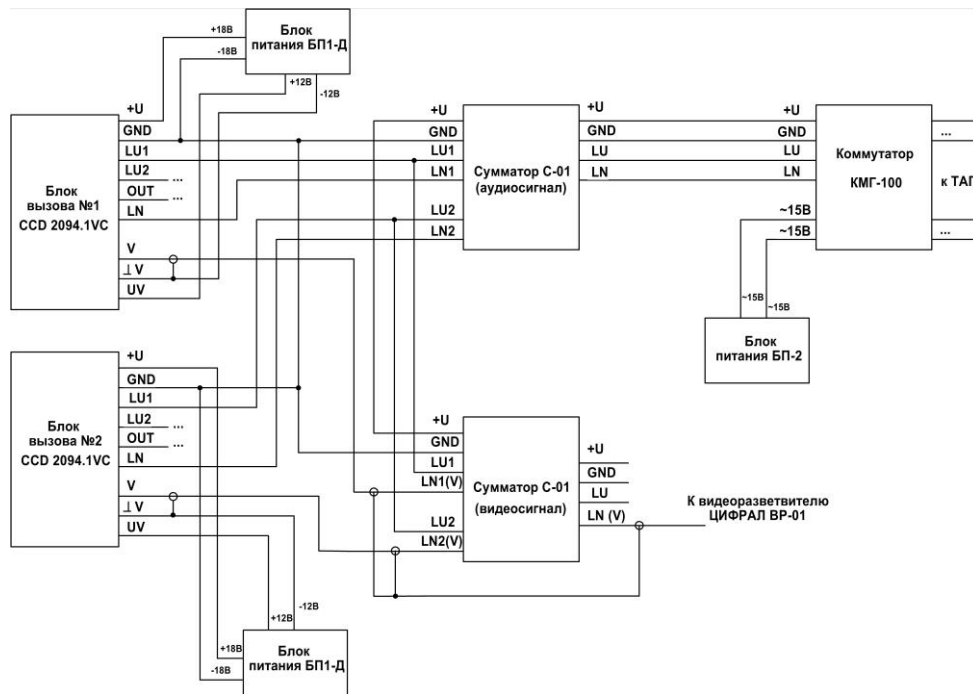 Блок
питания БП1-Д
+18В
-18В
+12В
-12В
Блок
вызова №1
CCD 2094.1VC
+U
GND
LU1
LU2 ...
OUT ...
LN
V
⊥ V
UV
+U
GND
LU1
LN1
LU2
LN2
Сумматор С-01
(аудиосигнал)
+U
GND
LU
LN
+U
GND
LU
LN
~15В
~15В
Коммутатор
КМГ-100
...
к ТАГ
...
~15В
~15В
Блок
питания БП-2
Блок
вызова №2
CCD 2094.1VC
+U
GND
LU1
LU2 ...
OUT ...
LN
V
⊥ V
UV
+U
GND
LU1
LN1(V)
LU2
LN2(V)
Сумматор С-01
(видеосигнал)
+U
GND
LU
LN (V)
К видеоразветвителю
ЦИФРАЛ ВР-01
+12В
-12В
+18В
-18В
Блок
питания БП1-Д